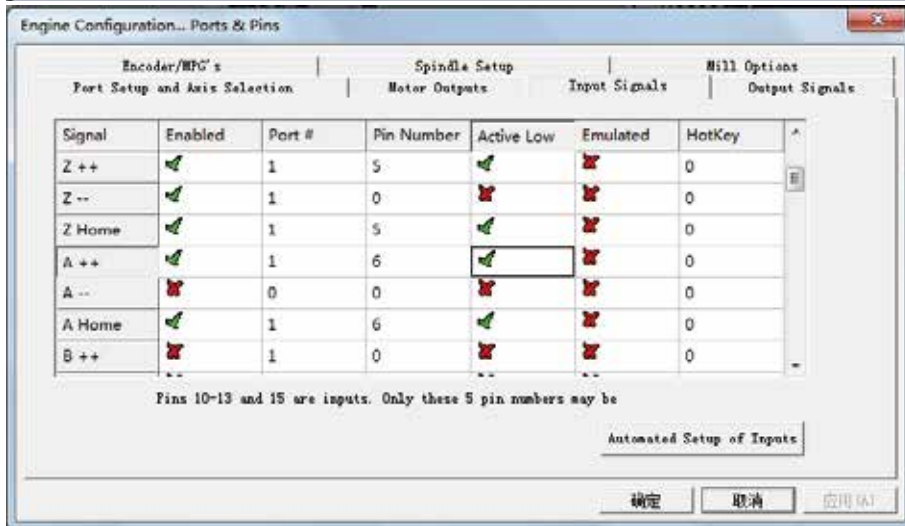 Engine Configuration... Ports & Pins
Encoder/MPG's Spindle Setup Mill Options
Port Setup and Axis Selection Motor Outputs Input Signals Output Signals
Signal Enabled Port # Pin Number Active Low Emulated HotKey
Z ++ 1 5 0
Z -- 1 0 0
Z Home 1 5 0
A ++ 1 6 0
A -- 0 0 0
A Home 1 6 0
B ++ 1 0 0
Pins 10-13 and 15 are inputs. Only these 5 pin numbers may be
Automated Setup of Inputs
确定 取消 应用(A)